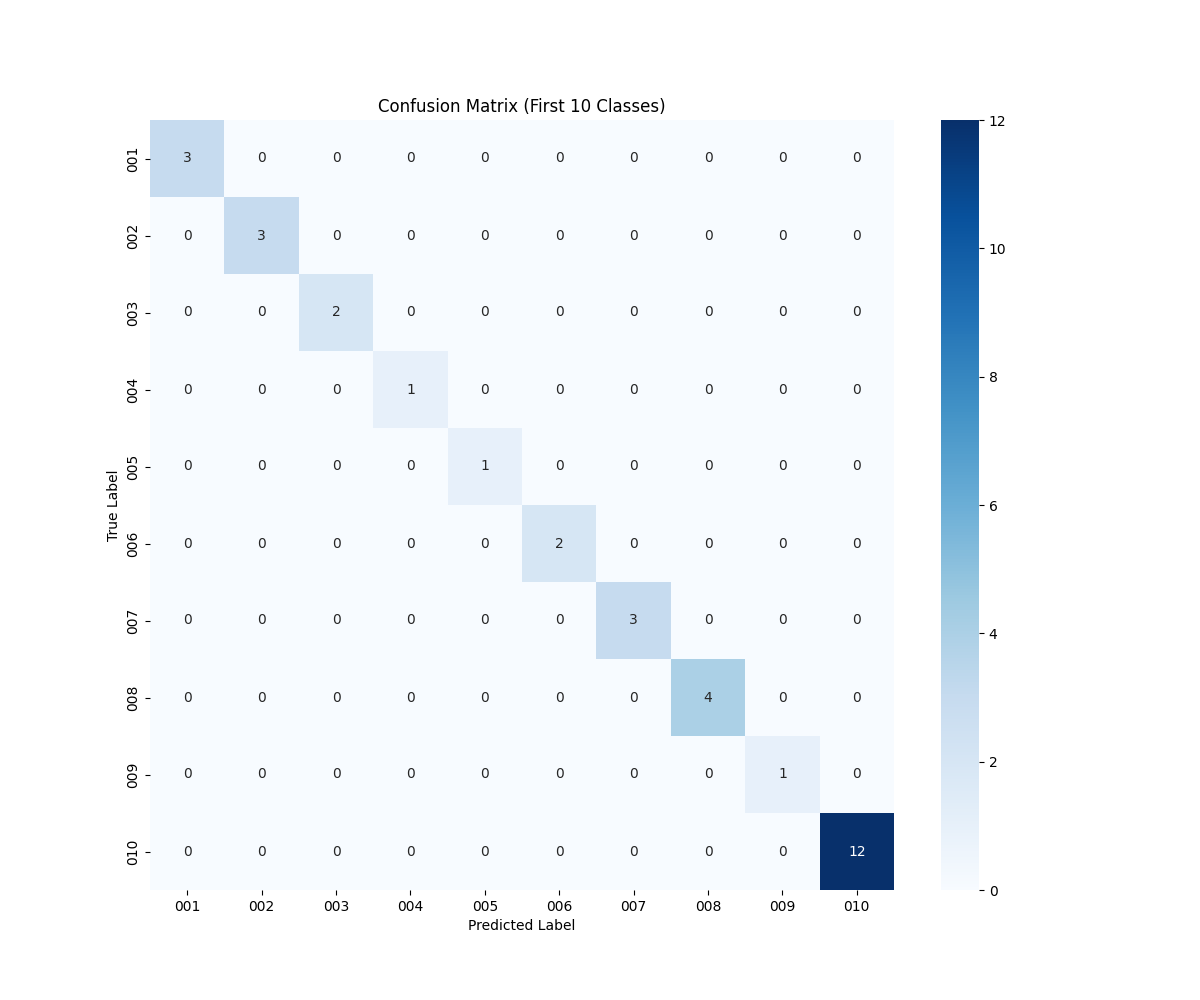 Confusion Matrix (First 10 Classes)
001 3 0 0 0 0 0 0 0 0 0
002 0 3 0 0 0 0 0 0 0 0
003 0 0 2 0 0 0 0 0 0 0
004 0 0 0 1 0 0 0 0 0 0
005 0 0 0 0 1 0 0 0 0 0
006 0 0 0 0 0 2 0 0 0 0
007 0 0 0 0 0 0 3 0 0 0
008 0 0 0 0 0 0 0 4 0 0
009 0 0 0 0 0 0 0 0 1 0
010 0 0 0 0 0 0 0 0 0 12
001 002 003 004 005 006 007 008 009 010
Predicted Label
True Label
12
10
8
6
4
2
0